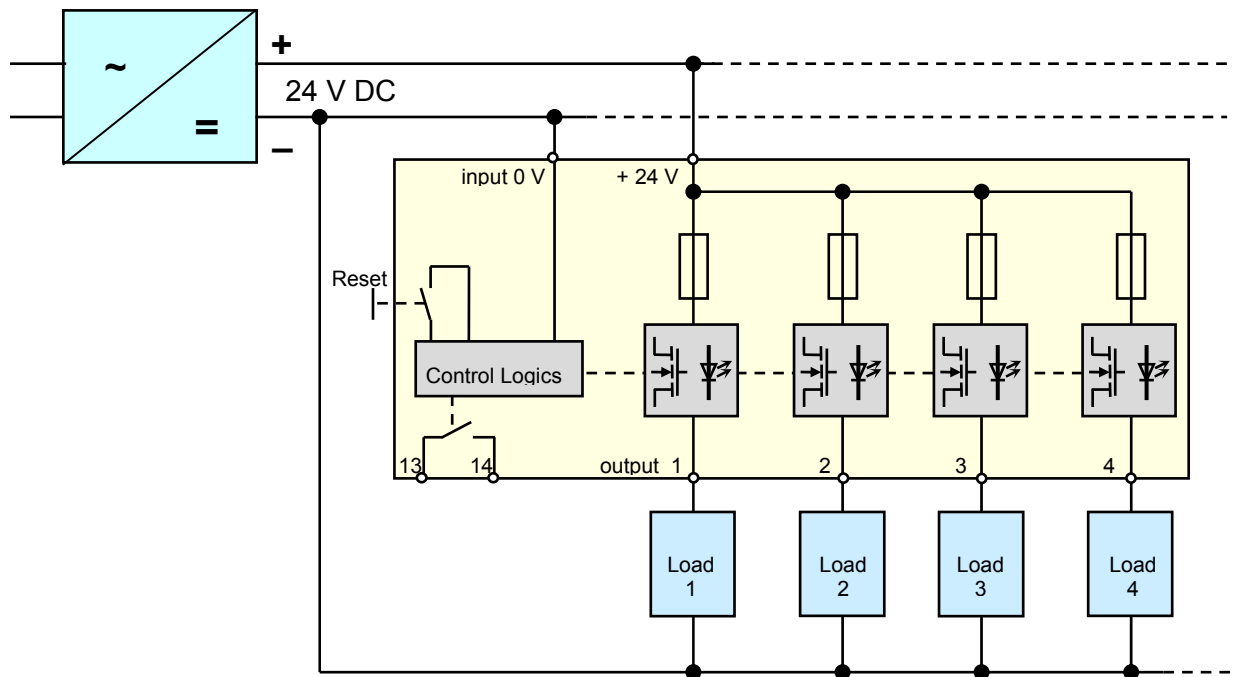 +
~
24 V DC
=
–
input 0 V
+ 24 V
Reset
Control Logics
13
14
output 1
2
3
4
Load
1
Load
2
Load
3
Load
4